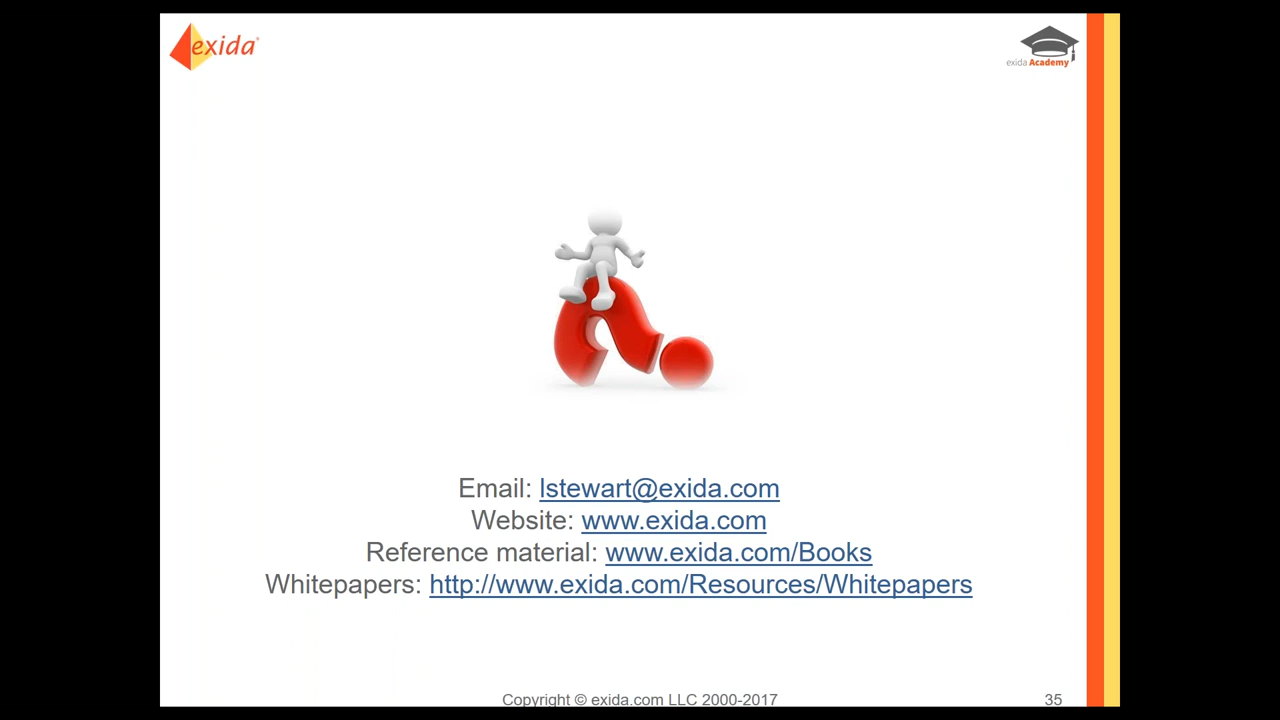 exida
exida Academy
Email: lstewart@exida.com
Website: www.exida.com
Reference material: www.exida.com/Books
Whitepapers: http://www.exida.com/Resources/Whitepapers
Copyright © exida.com LLC 2000-2017
35